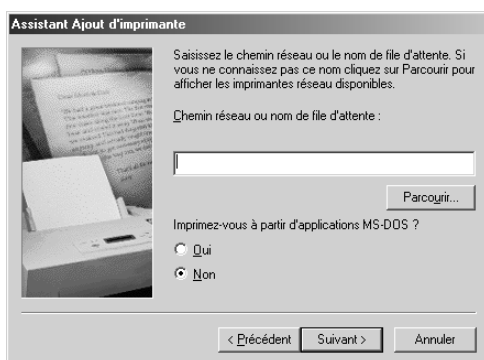 Assistant Ajout d'imprimante
Saisissez le chemin réseau ou le nom de file d'attente. Si
vous ne connaissez pas ce nom cliquez sur Parcourir pour
afficher les imprimantes réseau disponibles.
Chemin réseau ou nom de file d'attente :
Parcourir...
Imprimez-vous à partir d'applications MS-DOS ?
Oui
Non
< Précédent
Suivant >
Annuler